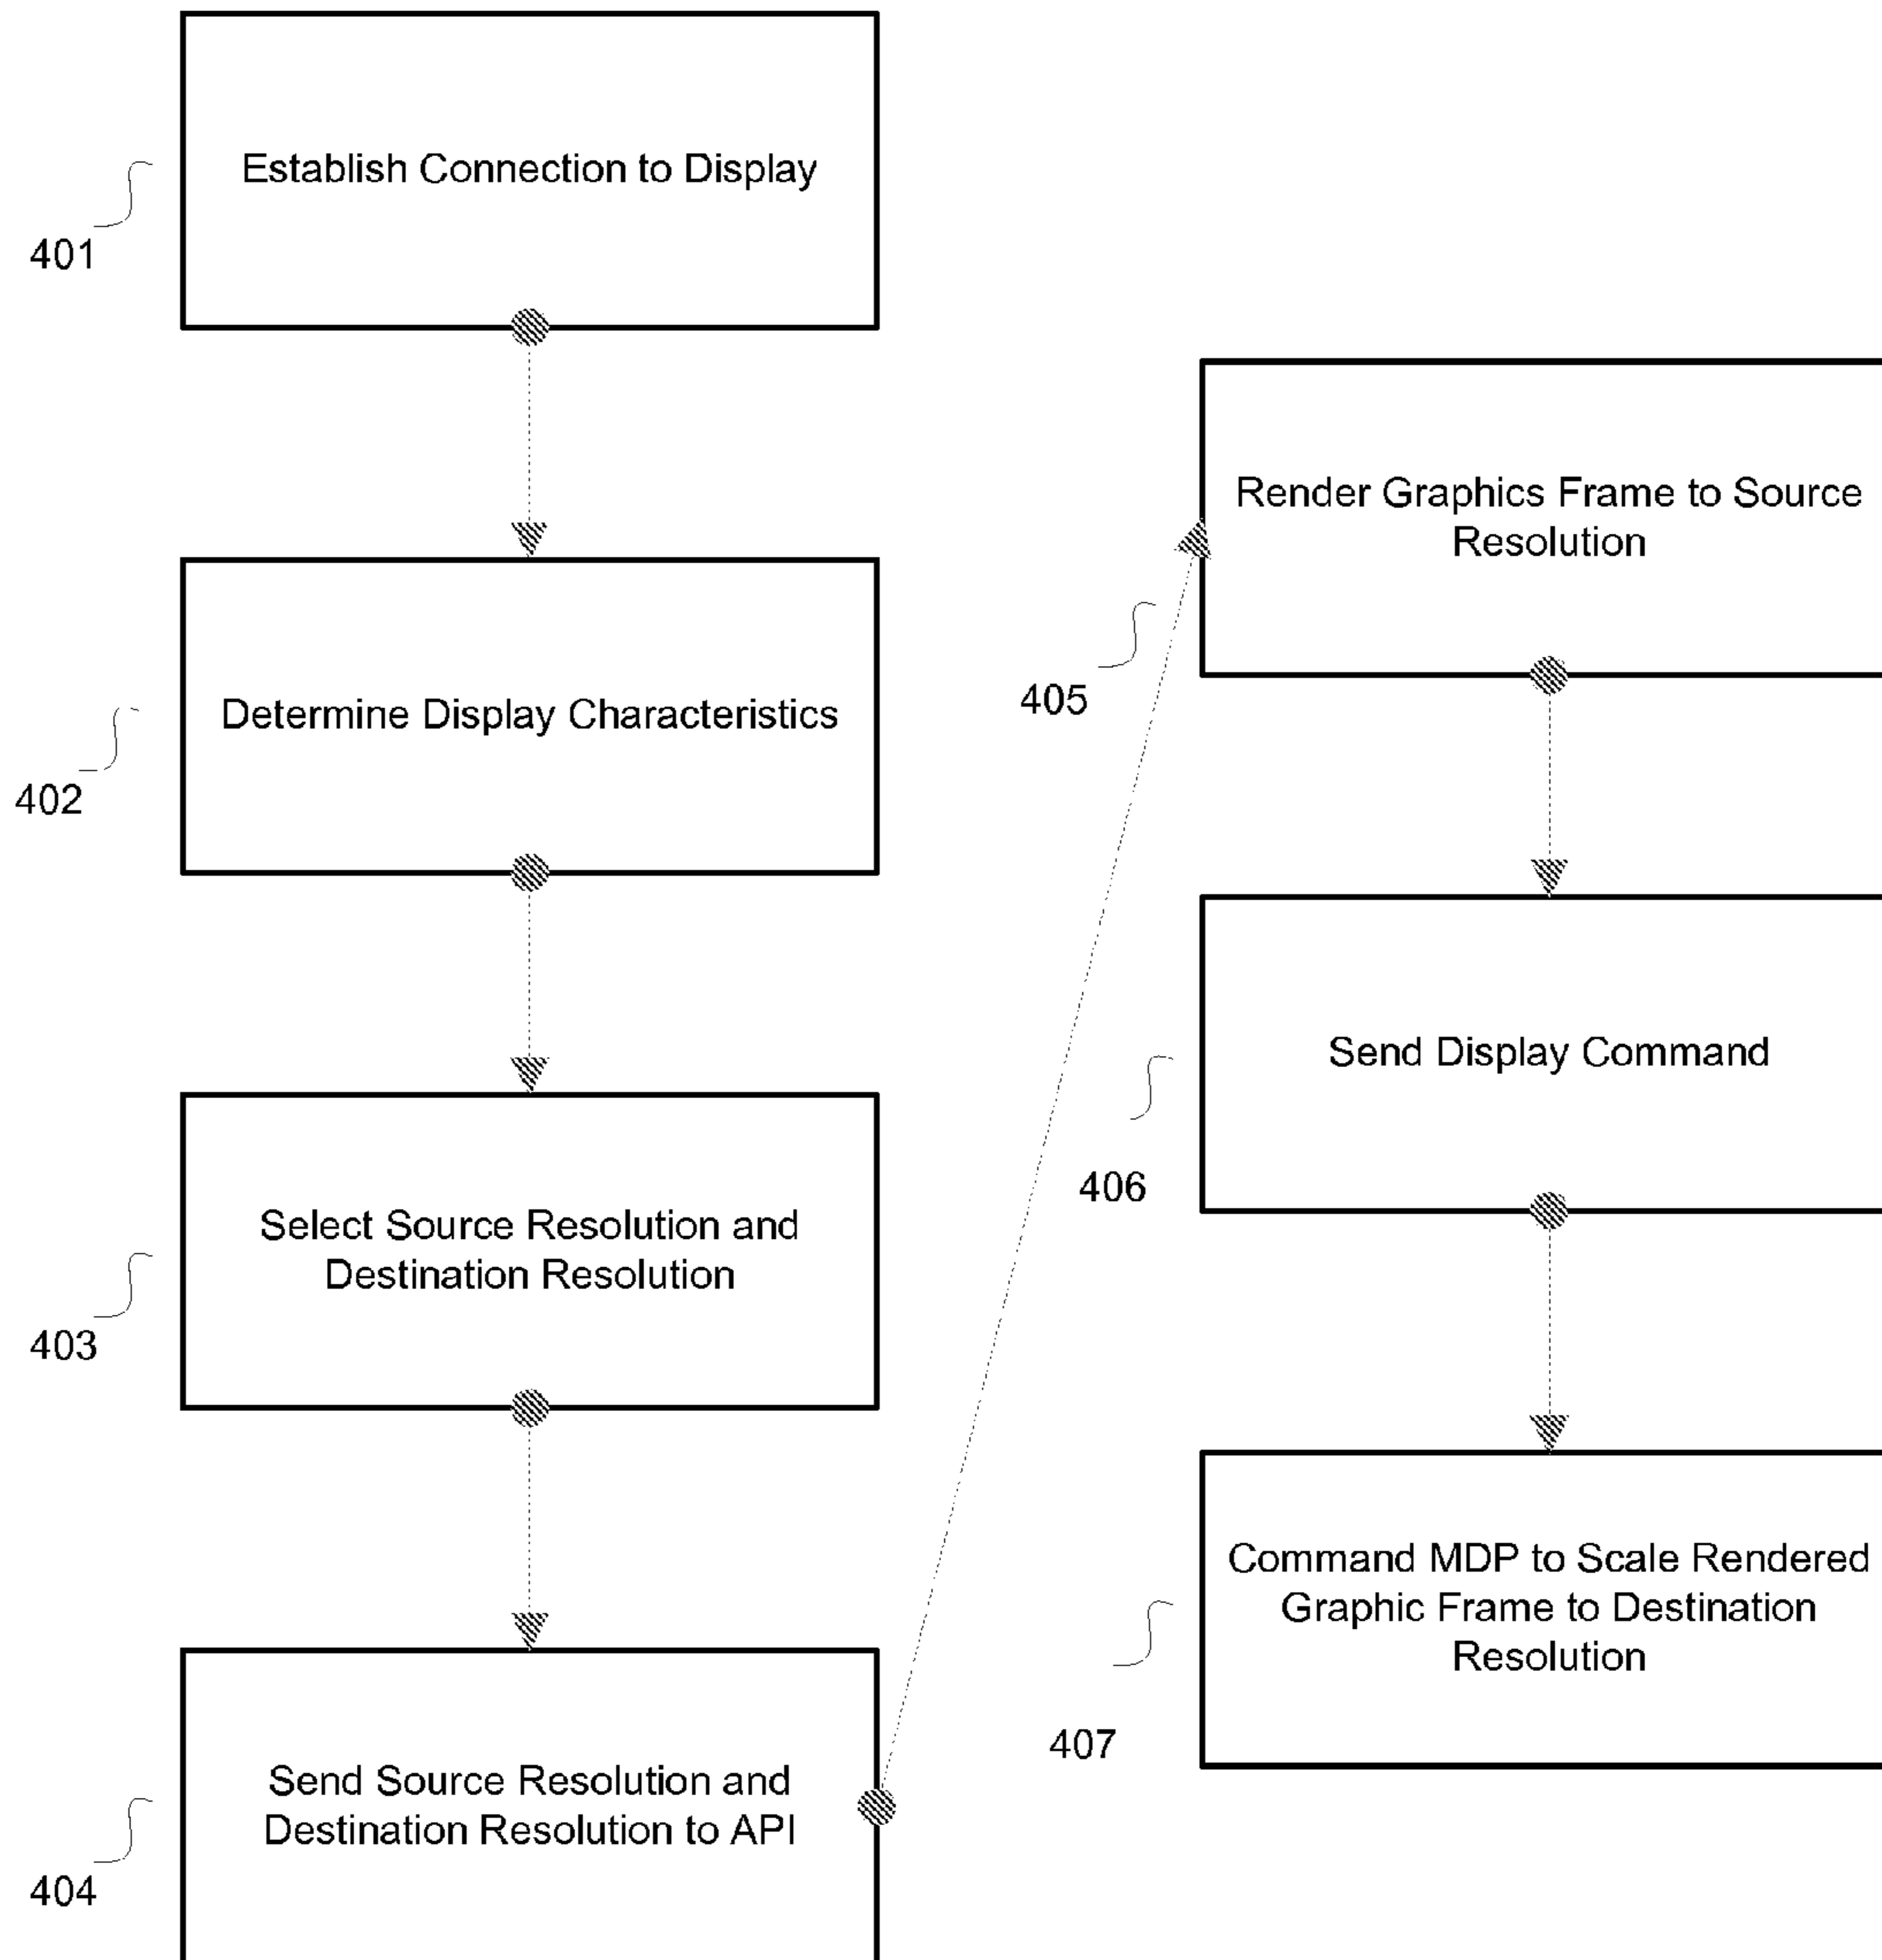 Establish Connection to Display
401
Determine Display Characteristics
402
Select Source Resolution and
Destination Resolution
403
Send Source Resolution and
Destination Resolution to API
404
Render Graphics Frame to Source
Resolution
405
Send Display Command
406
Command MDP to Scale Rendered
Graphic Frame to Destination
Resolution
407